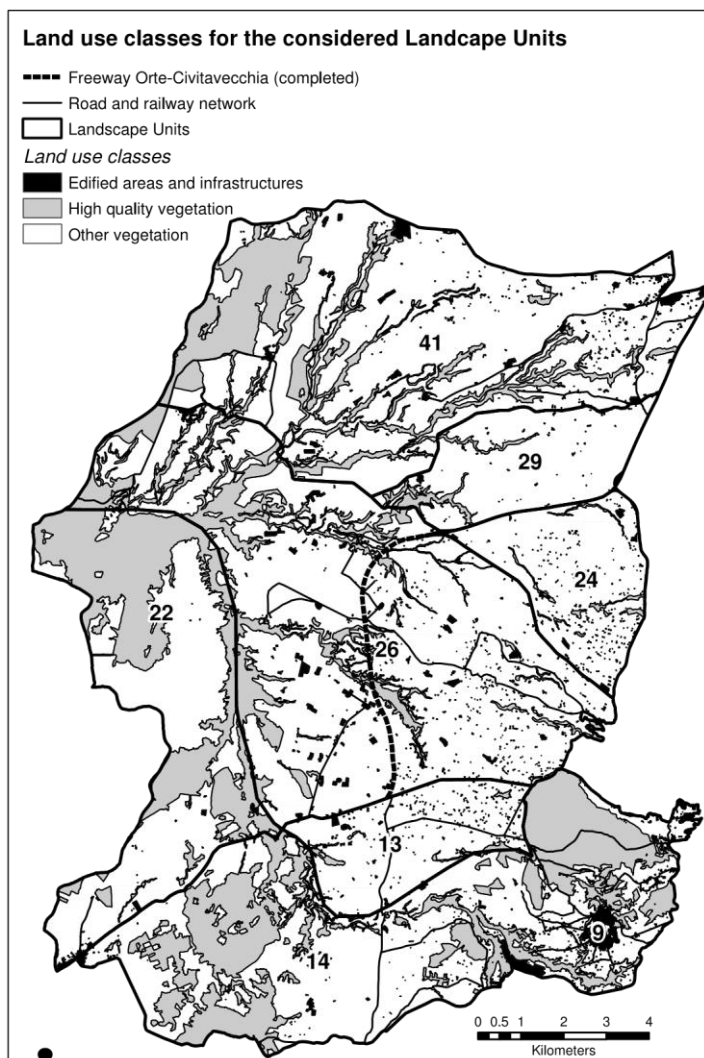 Land use classes for the considered Landcape Units
Freeway Orte-Civitavecchia (completed)
Road and railway network
Landscape Units
Land use classes
Edified areas and infrastructures
High quality vegetation
Other vegetation
41
29
24
22
26
13
9
14
0 0.5 1 2 3 4
Kilometers